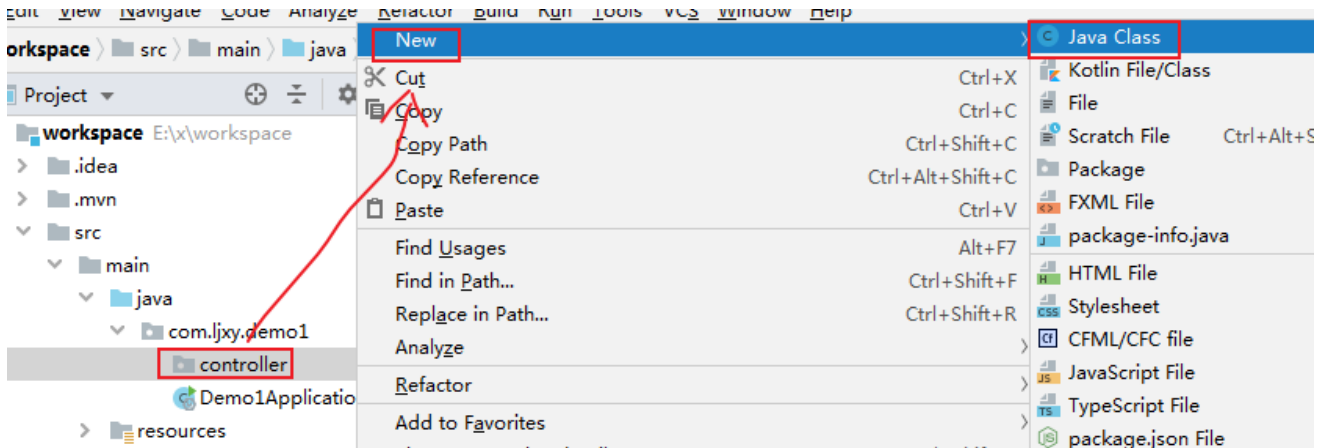 Edit View Navigate Code Analyze Refactor Build Run Tools VCS Window Help
orkspace src main java
Project
workspace E:\x\workspace
.idea
.mvn
src
main
java
com.ljxy.demo1
controller
Demo1Applicatio
resources
New
Cut Ctrl+X
Copy Ctrl+C
Copy Path Ctrl+Shift+C
Copy Reference Ctrl+Alt+Shift+C
Paste Ctrl+V
Find Usages Alt+F7
Find in Path... Ctrl+Shift+F
Replace in Path... Ctrl+Shift+R
Analyze
Refactor
Add to Favorites
Java Class
Kotlin File/Class
File
Scratch File Ctrl+Alt+S
Package
FXML File
package-info.java
HTML File
Stylesheet
CFML/CFC file
JavaScript File
TypeScript File
package.json File